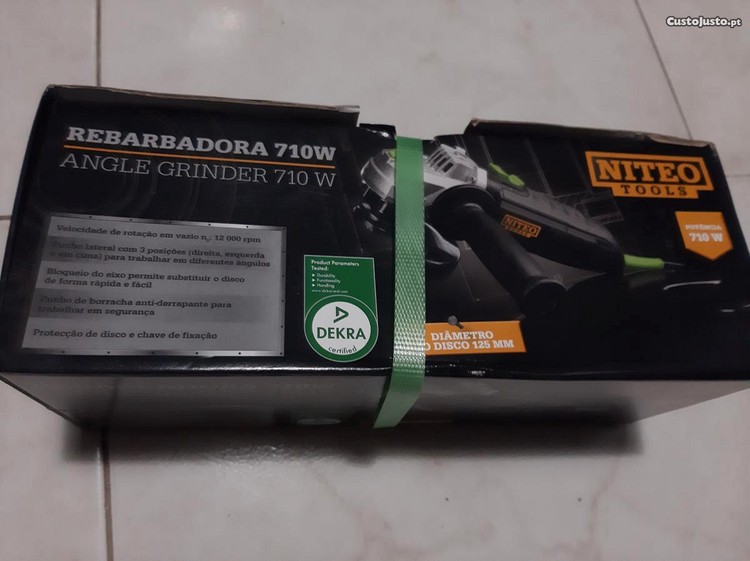 CustoJusto.pt
REBARBADORA 710W
ANGLE GRINDER 710 W
Velocidade de rotação em vazio n₀: 12 000 rpm
Punho lateral com 3 posições (direita, esquerda
e em cima) para trabalhar em diferentes ângulos
Bloqueio do eixo permite substituir o disco
de forma rápida e fácil
Punho de borracha anti-derrapante para
trabalhar em segurança
Protecção de disco e chave de fixação
Product Parameters
Tested:
Durability
Functionality
Handling
DEKRA
certified
NITEO
TOOLS
NITEO
TOOLS
POTÊNCIA
710 W
DIÂMETRO
O DISCO 125 MM